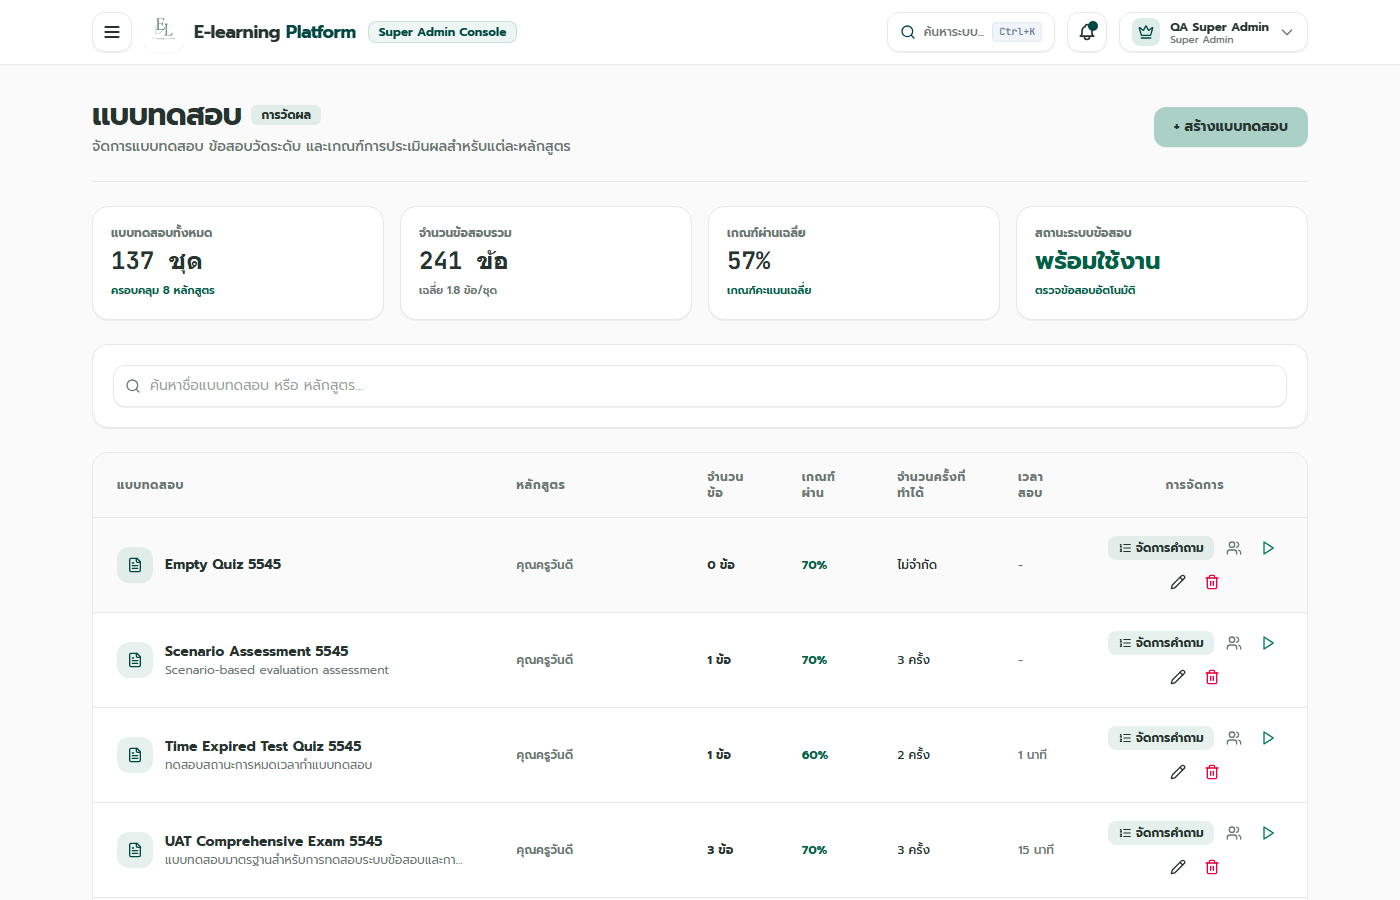 EL
E-learning Platform
Super Admin Console
ค้นหาระบบ...
Ctrl+K
QA Super Admin
Super Admin
แบบทดสอบ
การวัดผล
จัดการแบบทดสอบ ข้อสอบวัดระดับ และเกณฑ์การประเมินผลสำหรับแต่ละหลักสูตร
+ สร้างแบบทดสอบ
แบบทดสอบทั้งหมด
137 ชุด
ครอบคลุม 8 หลักสูตร
จำนวนข้อสอบรวม
241 ข้อ
เฉลี่ย 1.8 ข้อ/ชุด
เกณฑ์ผ่านเฉลี่ย
57%
เกณฑ์คะแนนเฉลี่ย
สถานะระบบข้อสอบ
พร้อมใช้งาน
ตรวจข้อสอบอัตโนมัติ
ค้นหาชื่อแบบทดสอบ หรือ หลักสูตร...
แบบทดสอบ
หลักสูตร
จำนวน
ข้อ
เกณฑ์
ผ่าน
จำนวนครั้งที่
ทำได้
เวลา
สอบ
การจัดการ
Empty Quiz 5545
คุณครูวันดี
0 ข้อ
70%
ไม่จำกัด
-
จัดการคำถาม
Scenario Assessment 5545
Scenario-based evaluation assessment
คุณครูวันดี
1 ข้อ
70%
3 ครั้ง
-
จัดการคำถาม
Time Expired Test Quiz 5545
ทดสอบสถานะการหมดเวลาทำแบบทดสอบ
คุณครูวันดี
1 ข้อ
60%
2 ครั้ง
1 นาที
จัดการคำถาม
UAT Comprehensive Exam 5545
แบบทดสอบมาตรฐานสำหรับการทดสอบระบบข้อสอบและกา...
คุณครูวันดี
3 ข้อ
70%
3 ครั้ง
15 นาที
จัดการคำถาม